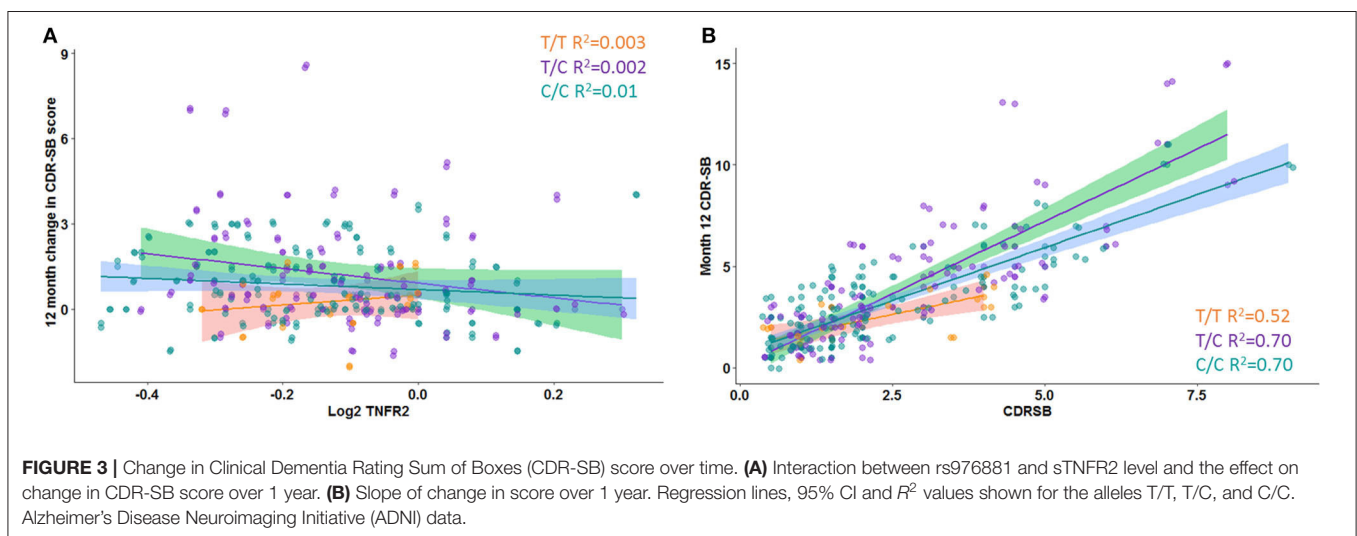 A
T/T R²=0.003
T/C R²=0.002
C/C R²=0.01
12 month change in CDR-SB score
9
6
3
0
-0.4 -0.2 0.0 0.2
Log2 TNFR2
B
Month 12 CDR-SB
15
10
5
0
T/T R²=0.52
T/C R²=0.70
C/C R²=0.70
0.0 2.5 5.0 7.5
CDRSB
FIGURE 3 | Change in Clinical Dementia Rating Sum of Boxes (CDR-SB) score over time. (A) Interaction between rs976881 and sTNFR2 level and the effect on
change in CDR-SB score over 1 year. (B) Slope of change in score over 1 year. Regression lines, 95% CI and R² values shown for the alleles T/T, T/C, and C/C.
Alzheimer's Disease Neuroimaging Initiative (ADNI) data.